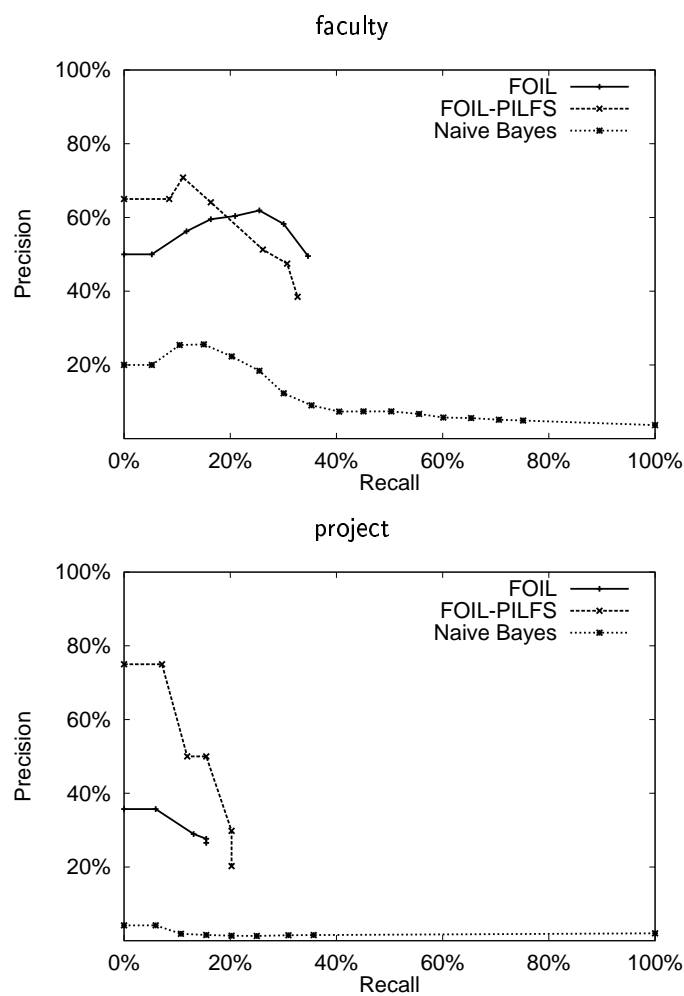 faculty
100%
80%
60%
40%
20%
Precision
FOIL
FOIL-PILFS
Naive Bayes
0% 20% 40% 60% 80% 100%
Recall
project
100%
80%
60%
40%
20%
Precision
FOIL
FOIL-PILFS
Naive Bayes
0% 20% 40% 60% 80% 100%
Recall